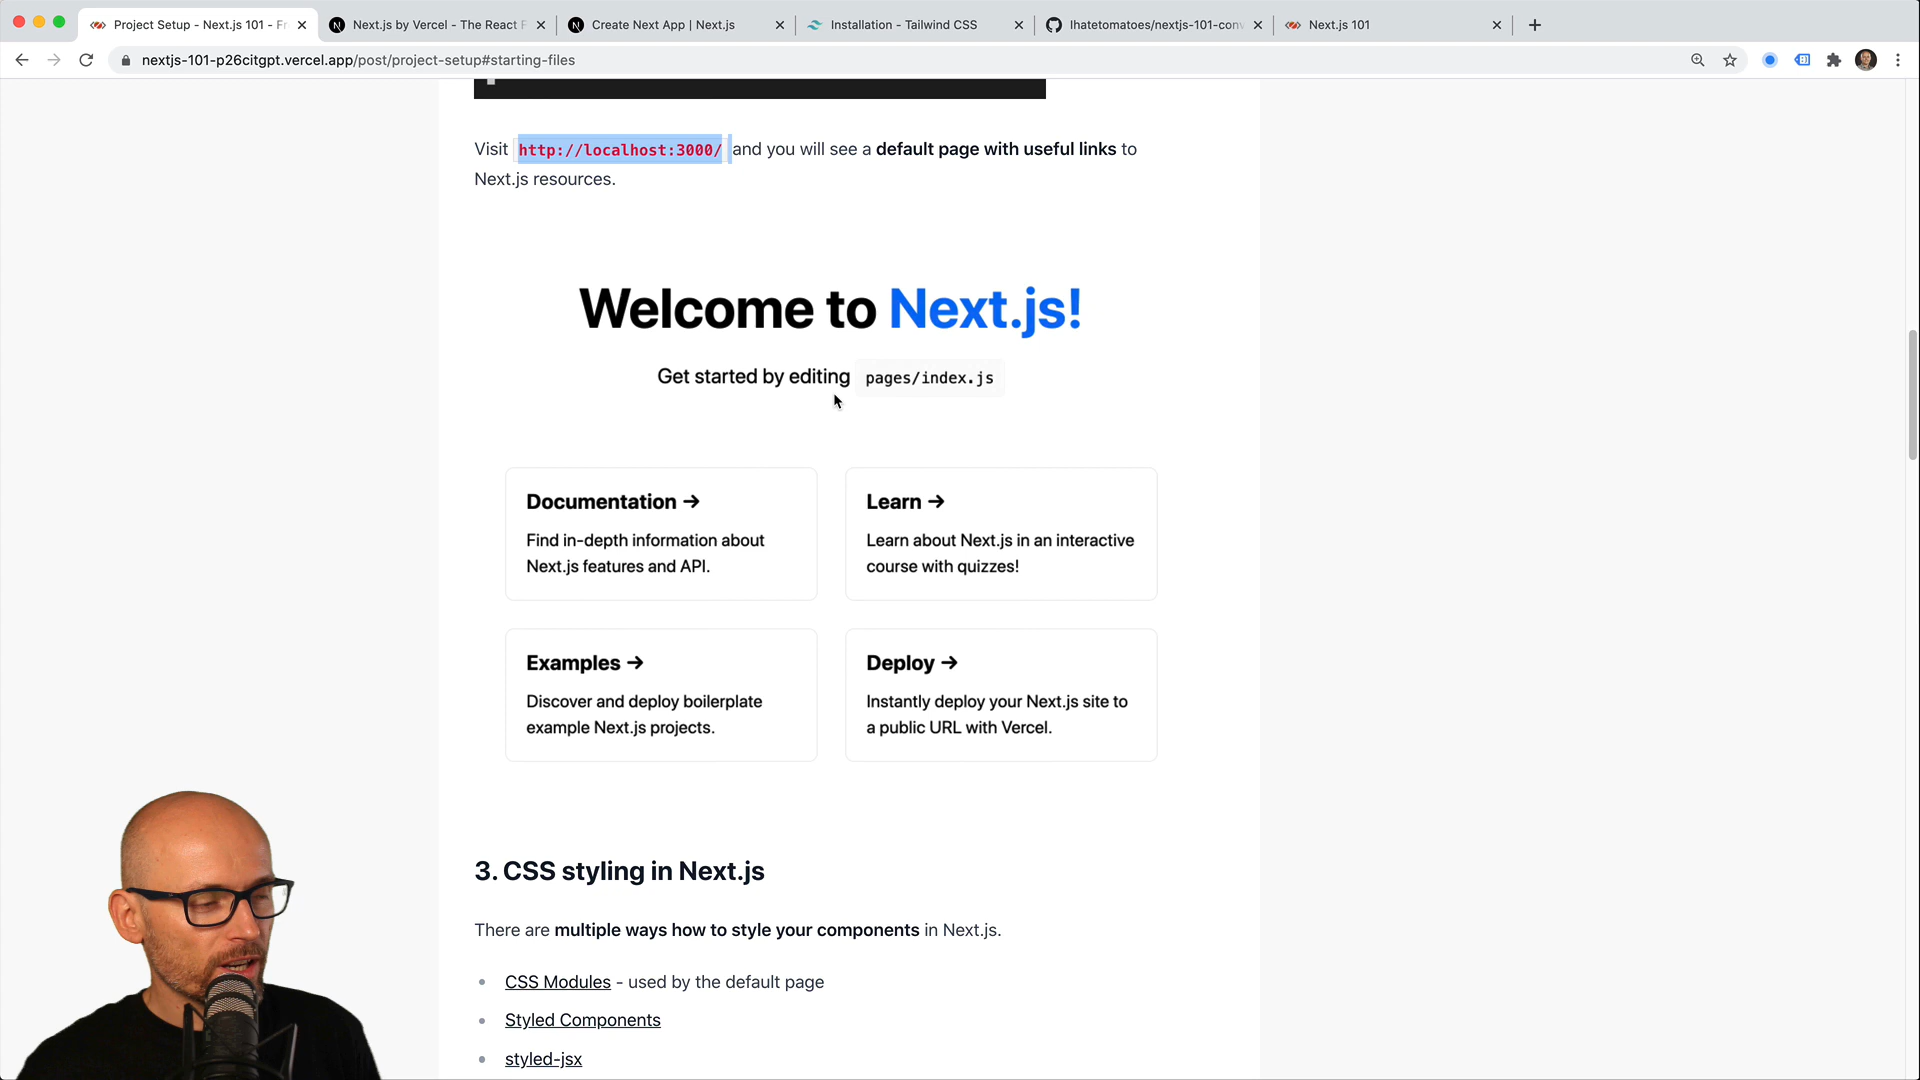 Project Setup - Next.js 101 - Fr
Next.js by Vercel - The React F
Create Next App | Next.js
Installation - Tailwind CSS
Ihatetomatoes/nextjs-101-conv
Next.js 101
nextjs-101-p26citgpt.vercel.app/post/project-setup#starting-files
Visit http://localhost:3000/ and you will see a default page with useful links to
Next.js resources.
Welcome to Next.js!
Get started by editing pages/index.js
Documentation →
Find in-depth information about
Next.js features and API.
Learn →
Learn about Next.js in an interactive
course with quizzes!
Examples →
Discover and deploy boilerplate
example Next.js projects.
Deploy →
Instantly deploy your Next.js site to
a public URL with Vercel.
3. CSS styling in Next.js
There are multiple ways how to style your components in Next.js.
• CSS Modules - used by the default page
• Styled Components
• styled-jsx